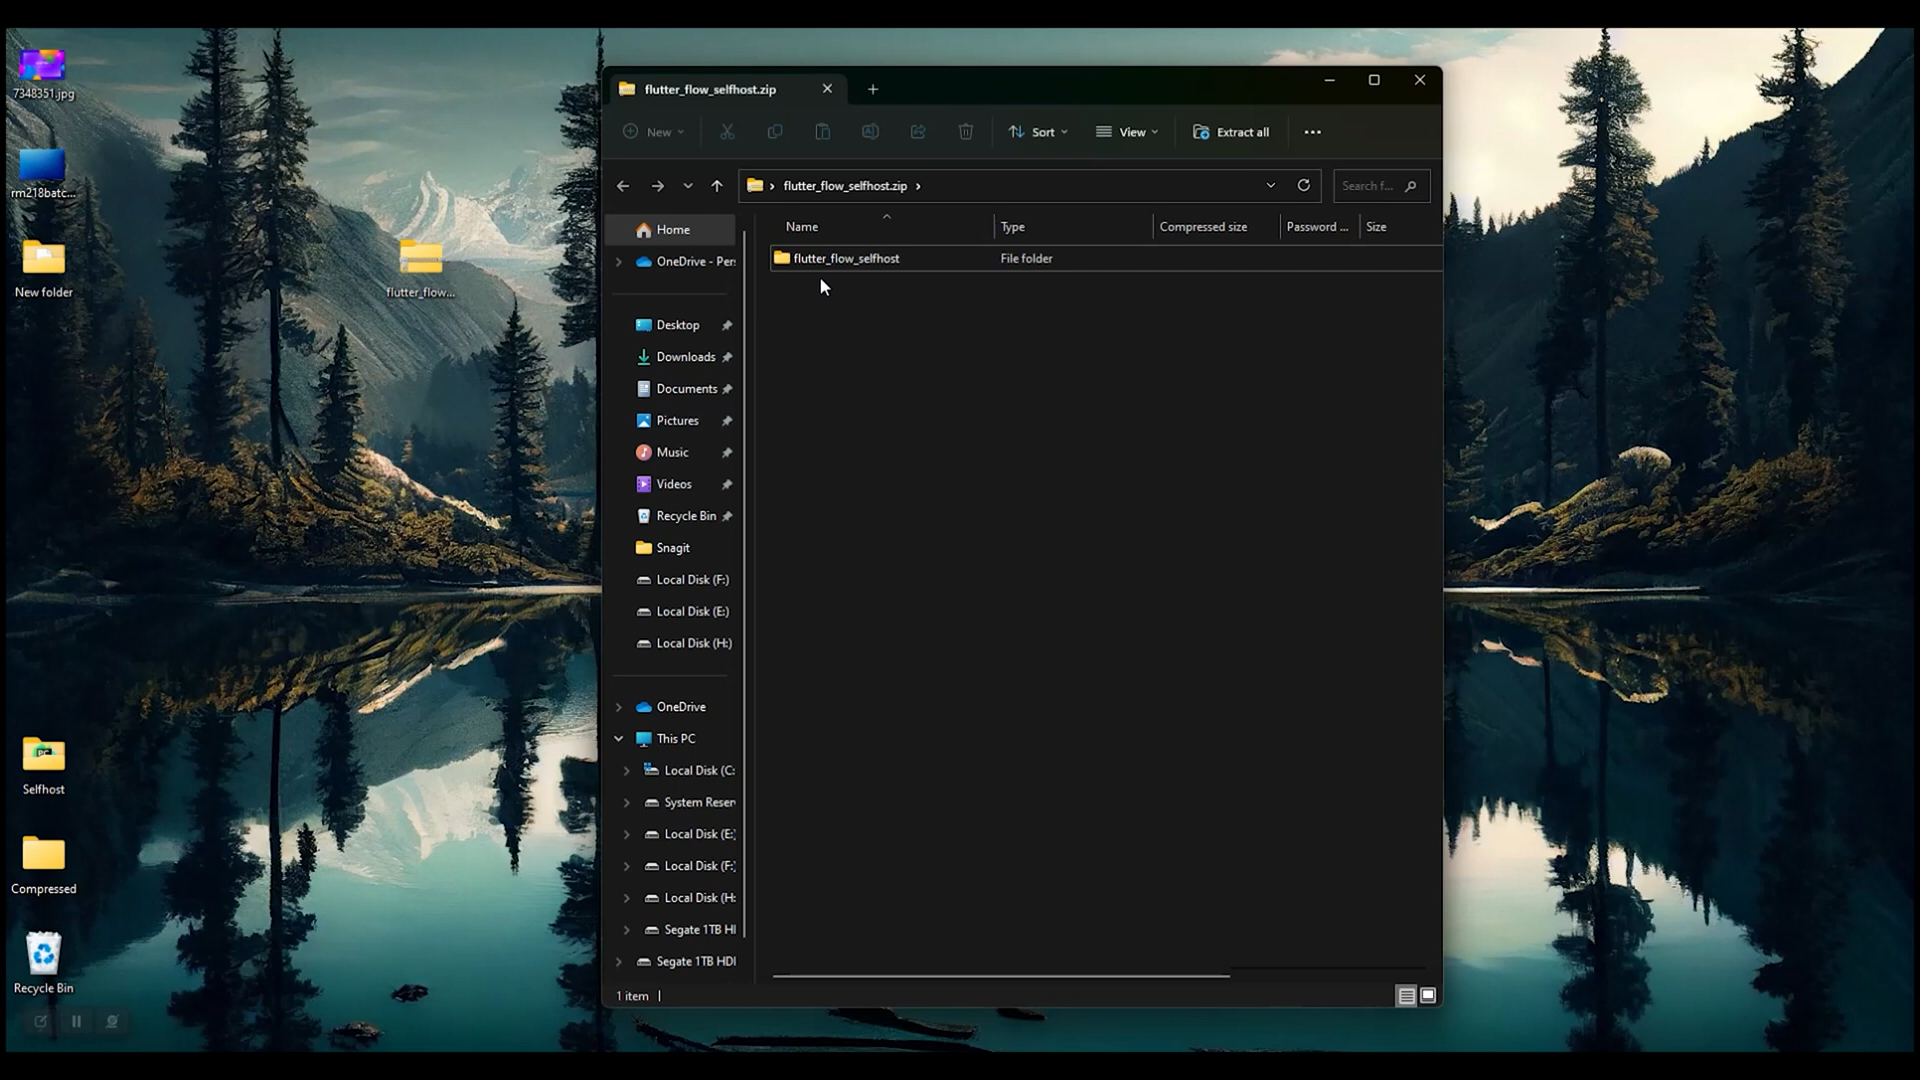 7348351.jpg
rm218batc...
New folder
flutter_flow...
Selfhost
Compressed
Recycle Bin
flutter_flow_selfhost.zip
New
Sort
View
Extract all
flutter_flow_selfhost.zip
Search f...
Name
Type
Compressed size
Password ...
Size
flutter_flow_selfhost
File folder
Home
OneDrive - Per
Desktop
Downloads
Documents
Pictures
Music
Videos
Recycle Bin
Snagit
Local Disk (F:)
Local Disk (E:)
Local Disk (H:)
OneDrive
This PC
Local Disk (C:
System Reser
Local Disk (E:
Local Disk (F:
Local Disk (H:
Segate 1TB H
Segate 1TB HD
1 item